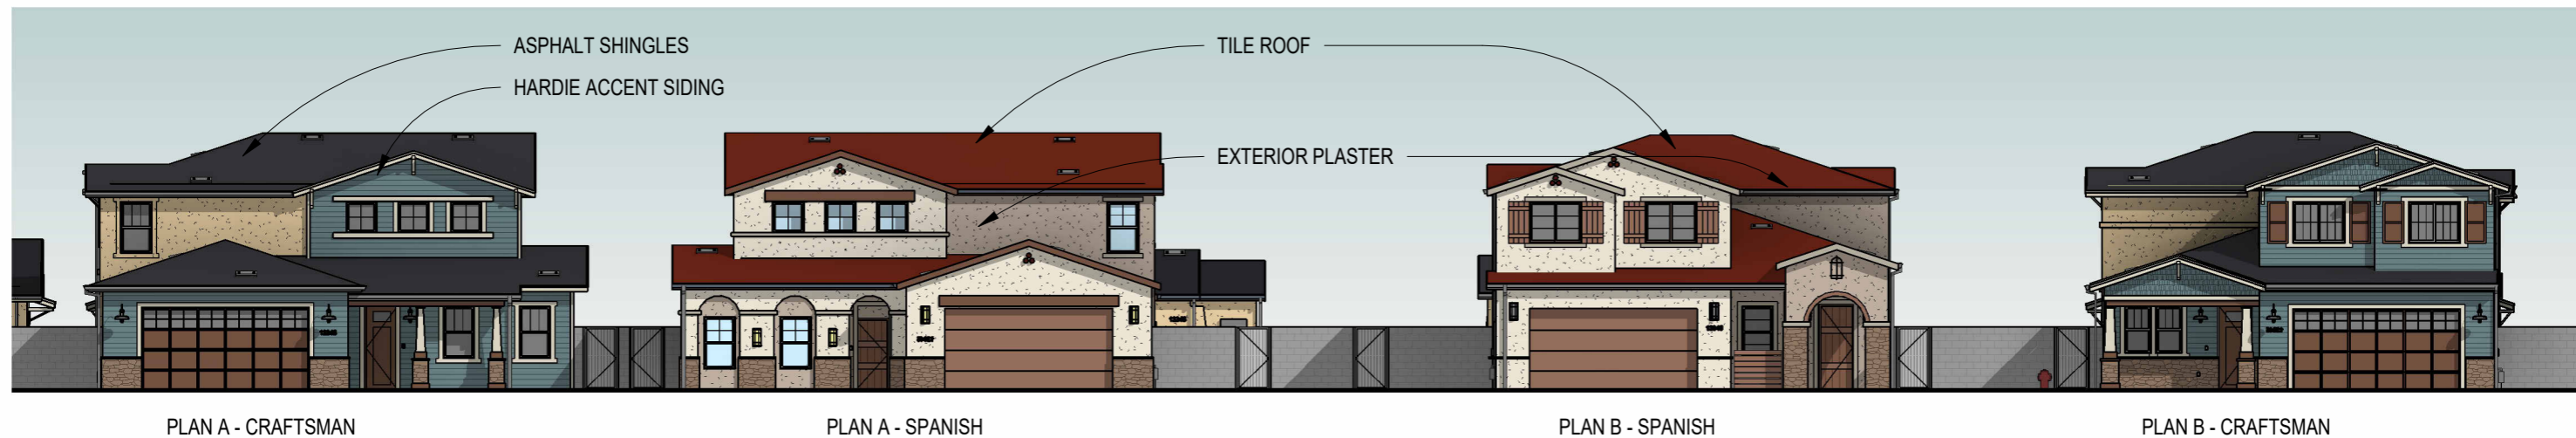 ASPHALT SHINGLES
HARDIE ACCENT SIDING
TILE ROOF
EXTERIOR PLASTER
PLAN A - CRAFTSMAN
PLAN A - SPANISH
PLAN B - SPANISH
PLAN B - CRAFTSMAN